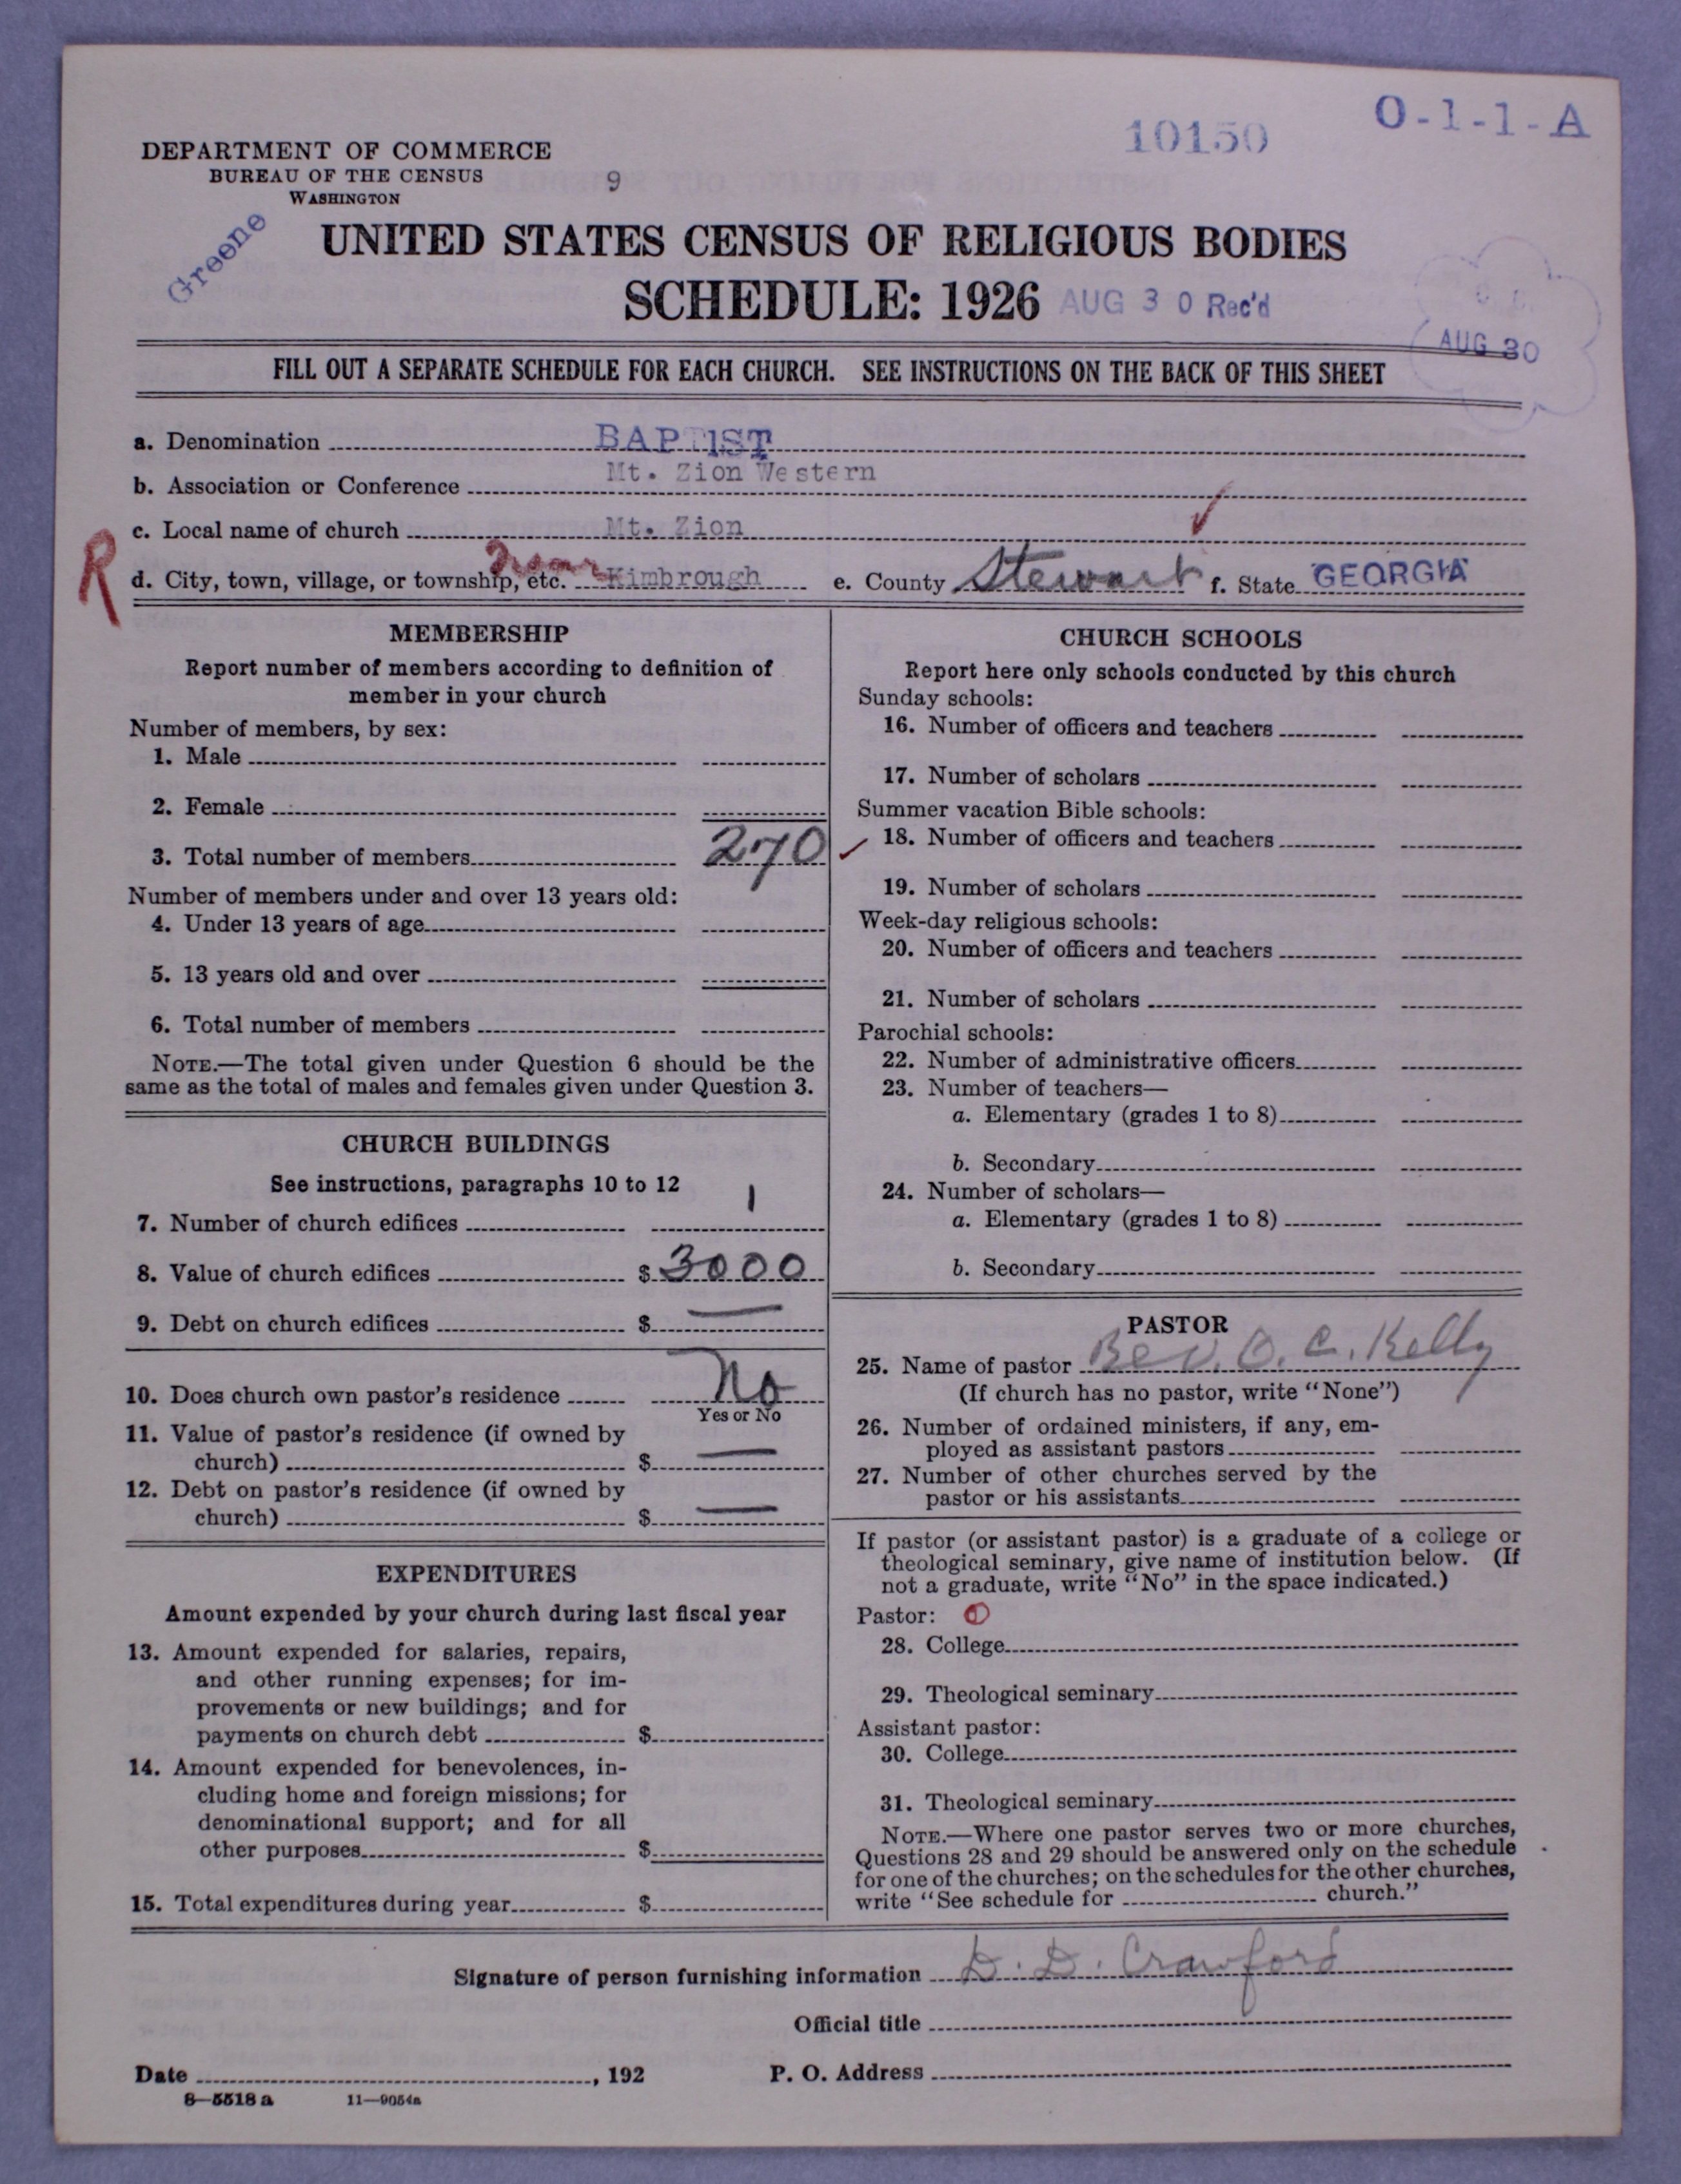 10150
O-1-1-A
DEPARTMENT OF COMMERCE
BUREAU OF THE CENSUS
WASHINGTON
9
Greene
UNITED STATES CENSUS OF RELIGIOUS BODIES
SCHEDULE: 1926
AUG 30 Rec'd
AUG 30
FILL OUT A SEPARATE SCHEDULE FOR EACH CHURCH. SEE INSTRUCTIONS ON THE BACK OF THIS SHEET
a. Denomination BAPTIST
b. Association or Conference Mt. Zion Western
c. Local name of church Mt. Zion
R
d. City, town, village, or township, etc. near Kimbrough e. County Stewart f. State GEORGIA
MEMBERSHIP
Report number of members according to definition of
member in your church
Number of members, by sex:
1. Male
2. Female
3. Total number of members 270
Number of members under and over 13 years old:
4. Under 13 years of age
5. 13 years old and over
6. Total number of members
NOTE.—The total given under Question 6 should be the
same as the total of males and females given under Question 3.
CHURCH BUILDINGS
See instructions, paragraphs 10 to 12
7. Number of church edifices 1
8. Value of church edifices $ 3000
9. Debt on church edifices $ —
10. Does church own pastor's residence No
Yes or No
11. Value of pastor's residence (if owned by
church) $ —
12. Debt on pastor's residence (if owned by
church) $ —
EXPENDITURES
Amount expended by your church during last fiscal year
13. Amount expended for salaries, repairs,
and other running expenses; for im-
provements or new buildings; and for
payments on church debt $
14. Amount expended for benevolences, in-
cluding home and foreign missions; for
denominational support; and for all
other purposes $
15. Total expenditures during year $
CHURCH SCHOOLS
Report here only schools conducted by this church
Sunday schools:
16. Number of officers and teachers
17. Number of scholars
Summer vacation Bible schools:
18. Number of officers and teachers
19. Number of scholars
Week-day religious schools:
20. Number of officers and teachers
21. Number of scholars
Parochial schools:
22. Number of administrative officers
23. Number of teachers—
a. Elementary (grades 1 to 8)
b. Secondary
24. Number of scholars—
a. Elementary (grades 1 to 8)
b. Secondary
PASTOR
25. Name of pastor Rev. O. C. Kelly
(If church has no pastor, write "None")
26. Number of ordained ministers, if any, em-
ployed as assistant pastors
27. Number of other churches served by the
pastor or his assistants
If pastor (or assistant pastor) is a graduate of a college or
theological seminary, give name of institution below. (If
not a graduate, write "No" in the space indicated.)
Pastor:
28. College
29. Theological seminary
Assistant pastor:
30. College
31. Theological seminary
NOTE.—Where one pastor serves two or more churches,
Questions 28 and 29 should be answered only on the schedule
for one of the churches; on the schedules for the other churches,
write "See schedule for church."
Signature of person furnishing information D. D. Crawford
Official title
Date , 192 P. O. Address
8—5518 a 11—9054a